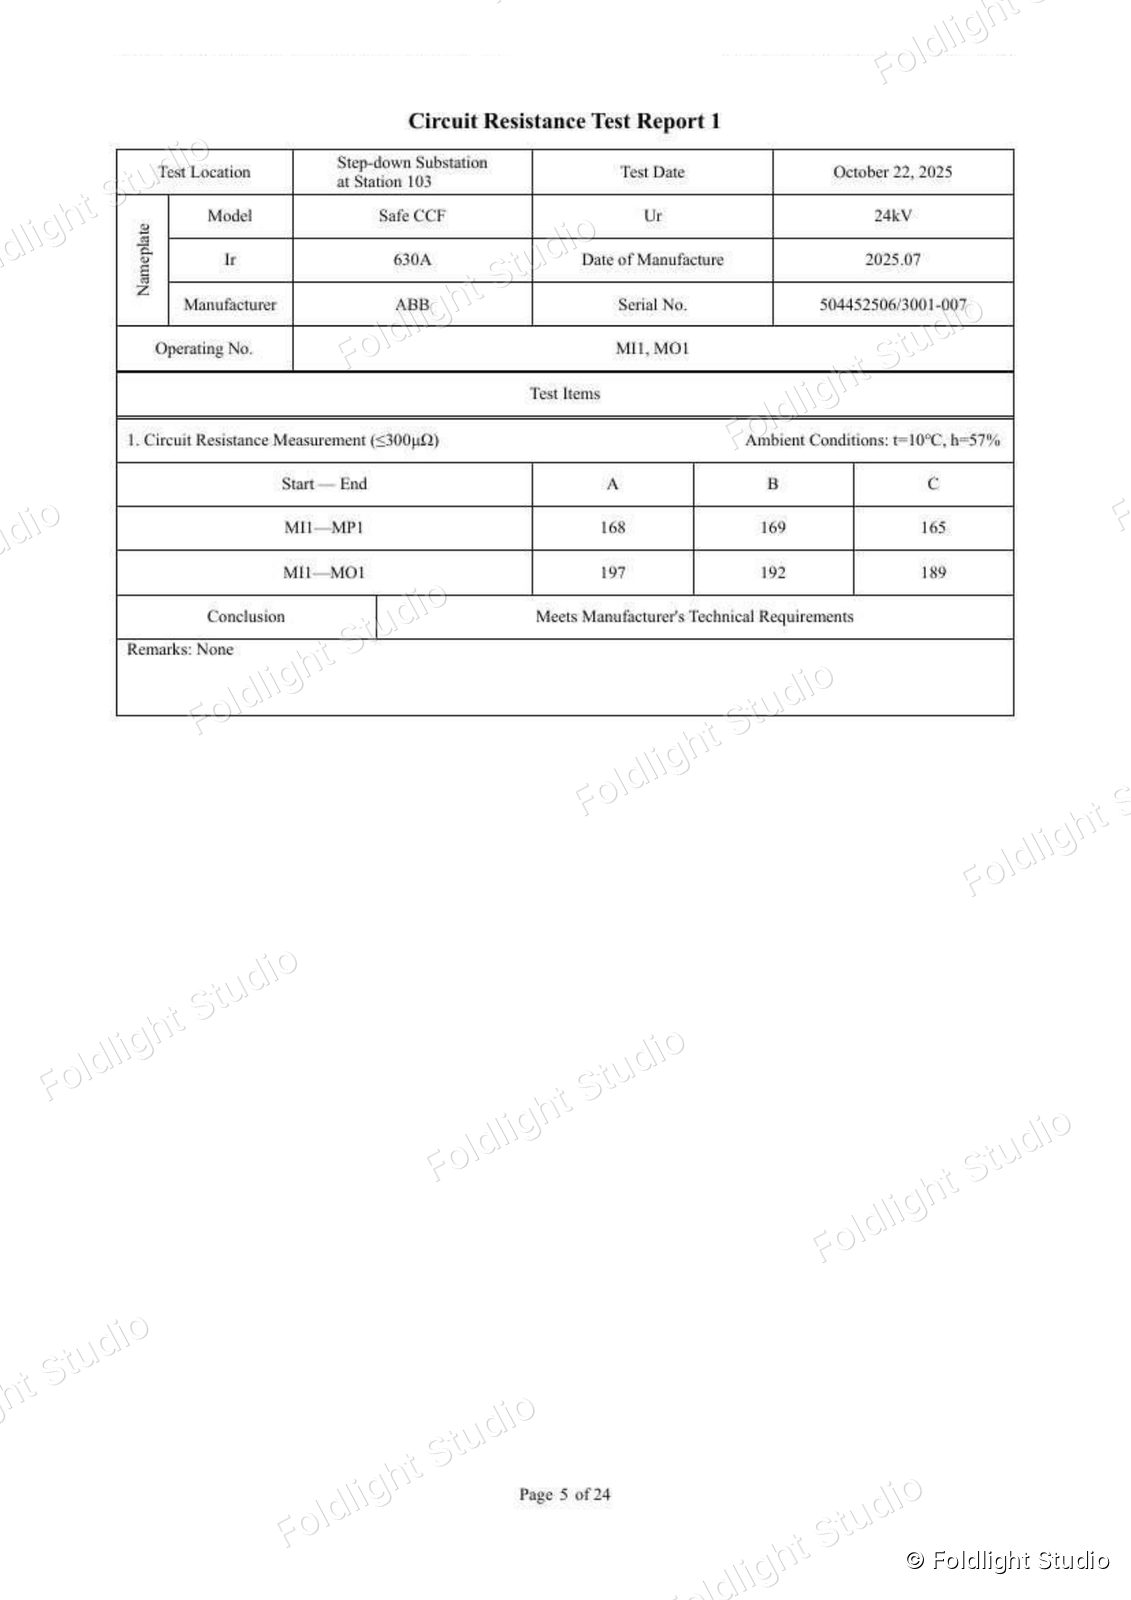 Circuit Resistance Test Report 1
Test Location
Step-down Substation
at Station 103
Test Date
October 22, 2025
Nameplate
Model
Safe CCF
Ur
24kV
Ir
630A
Date of Manufacture
2025.07
Manufacturer
ABB
Serial No.
504452506/3001-007
Operating No.
MI1, MO1
Test Items
1. Circuit Resistance Measurement (≤300μΩ)
Ambient Conditions: t=10℃, h=57%
Start — End
A
B
C
MI1—MP1
168
169
165
MI1—MO1
197
192
189
Conclusion
Meets Manufacturer's Technical Requirements
Remarks: None
Page 5 of 24
© Foldlight Studio